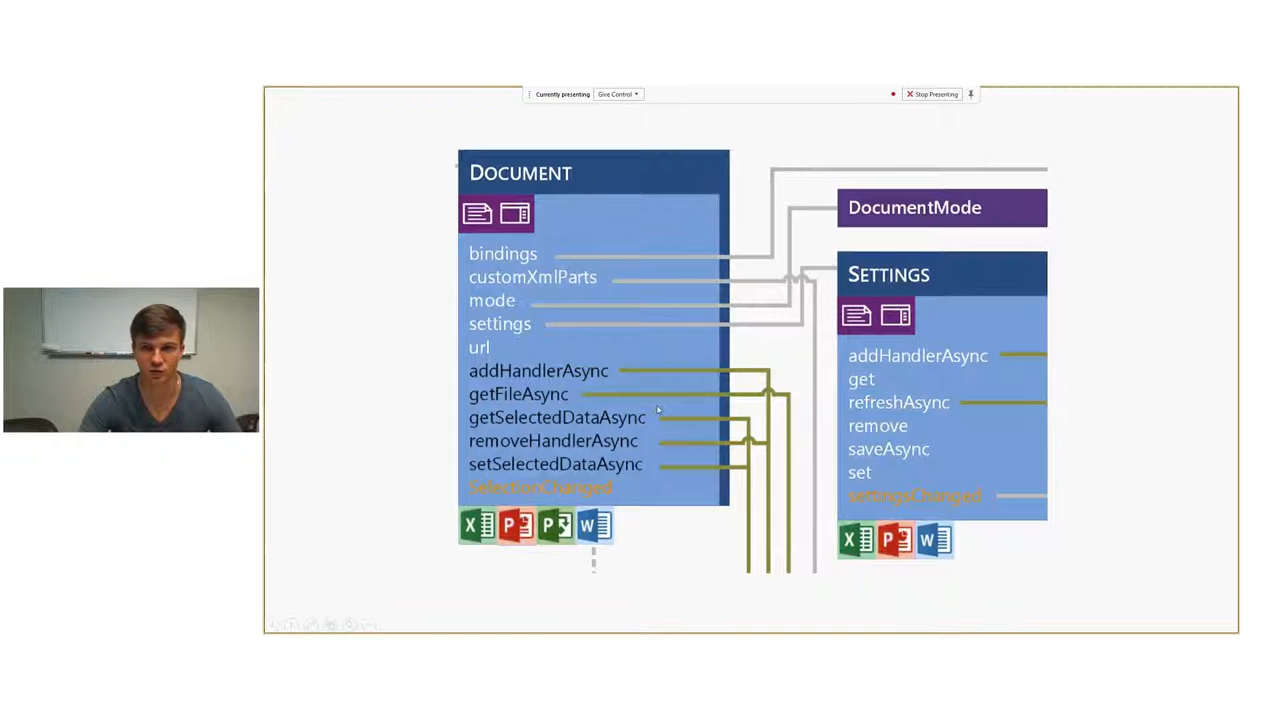 Currently presenting Give Control Stop Presenting
DOCUMENT
bindings
customXmlParts
mode
settings
url
addHandlerAsync
getFileAsync
getSelectedDataAsync
removeHandlerAsync
setSelectedDataAsync
SelectionChanged
X P P W
DocumentMode
SETTINGS
addHandlerAsync
get
refreshAsync
remove
saveAsync
set
settingsChanged
X P W